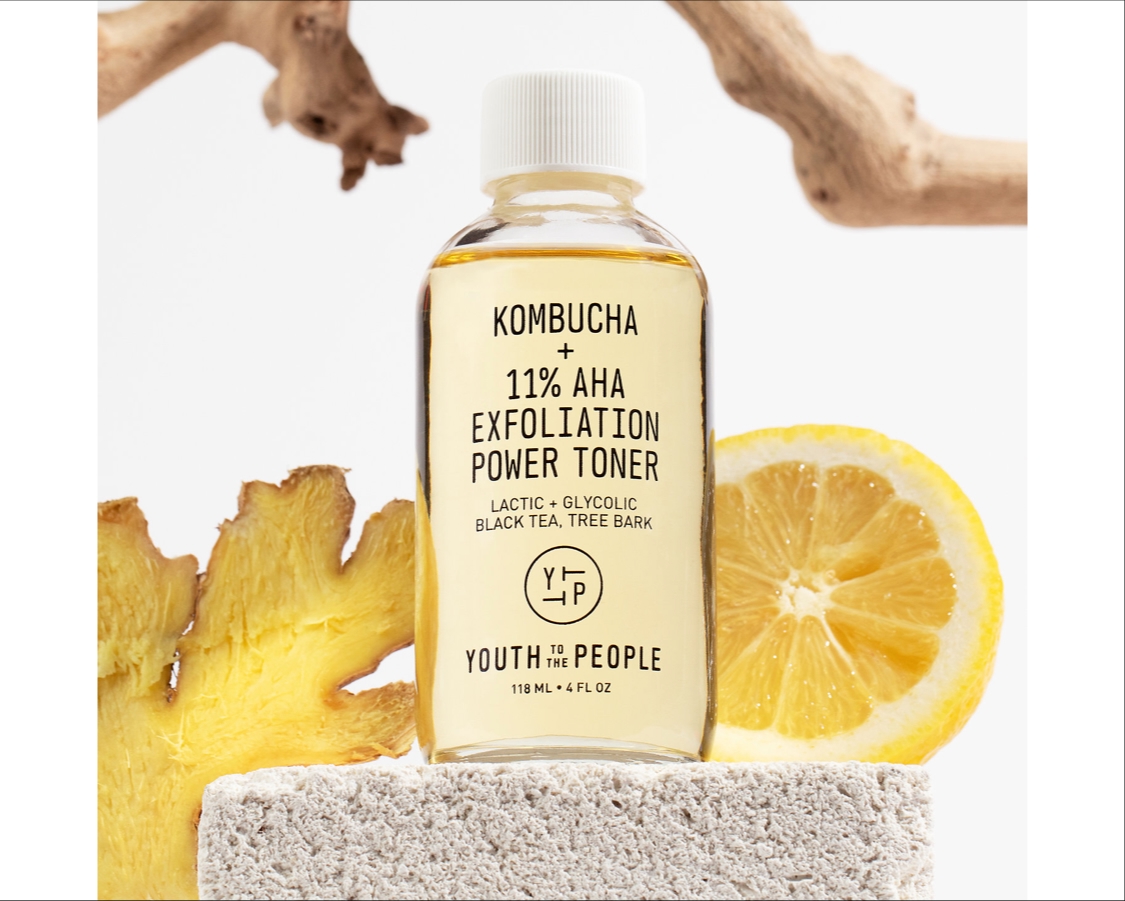 KOMBUCHA
+
11% AHA
EXFOLIATION
POWER TONER
LACTIC + GLYCOLIC
BLACK TEA, TREE BARK
YTTP
YOUTH TO THE PEOPLE
118 ML • 4 FL OZ